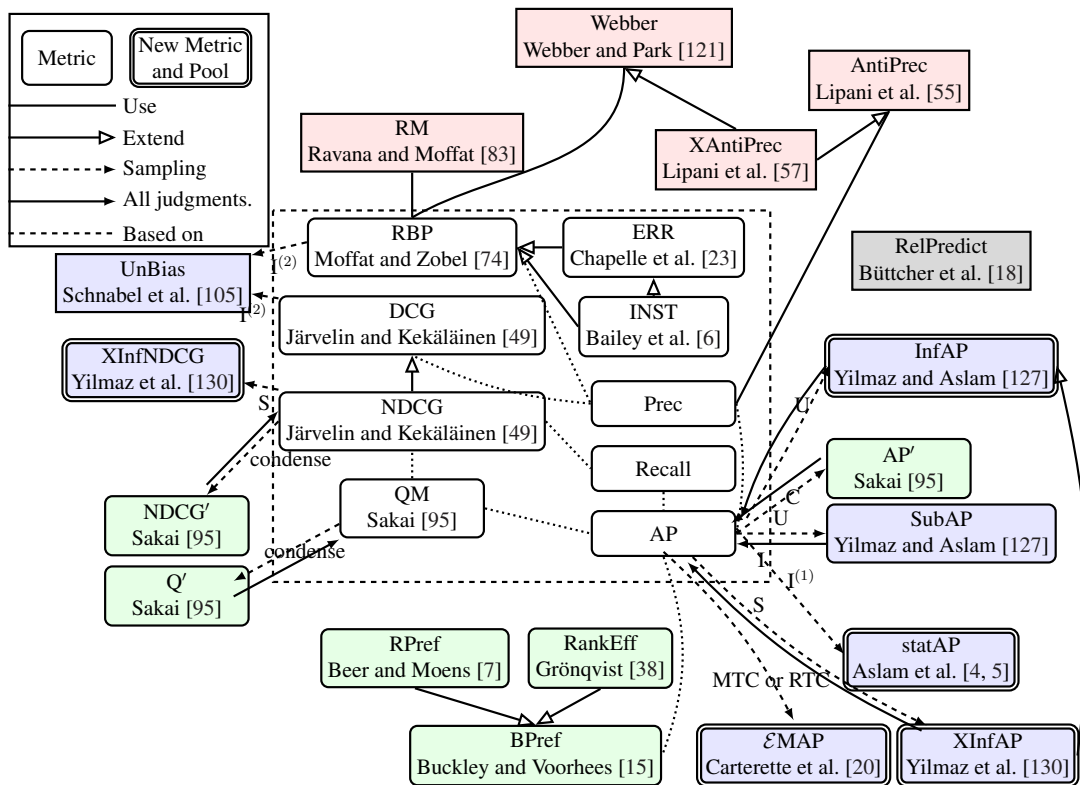 Metric
New Metric
and Pool
Use
Extend
Sampling
All judgments.
Based on
Webber
Webber and Park [121]
AntiPrec
Lipani et al. [55]
RM
Ravana and Moffat [83]
XAntiPrec
Lipani et al. [57]
RBP
Moffat and Zobel [74]
ERR
Chapelle et al. [23]
RelPredict
Büttcher et al. [18]
I(2)
UnBias
Schnabel et al. [105]
I(2)
DCG
Järvelin and Kekäläinen [49]
INST
Bailey et al. [6]
XInfNDCG
Yilmaz et al. [130]
InfAP
Yilmaz and Aslam [127]
S
NDCG
Järvelin and Kekäläinen [49]
Prec
U
condense
Recall
AP′
Sakai [95]
C
NDCG′
Sakai [95]
QM
Sakai [95]
AP
U
SubAP
Yilmaz and Aslam [127]
condense
I
I(1)
Q′
Sakai [95]
S
RPref
Beer and Moens [7]
RankEff
Grönqvist [38]
statAP
Aslam et al. [4, 5]
MTC or RTC
BPref
Buckley and Voorhees [15]
ℰMAP
Carterette et al. [20]
XInfAP
Yilmaz et al. [130]